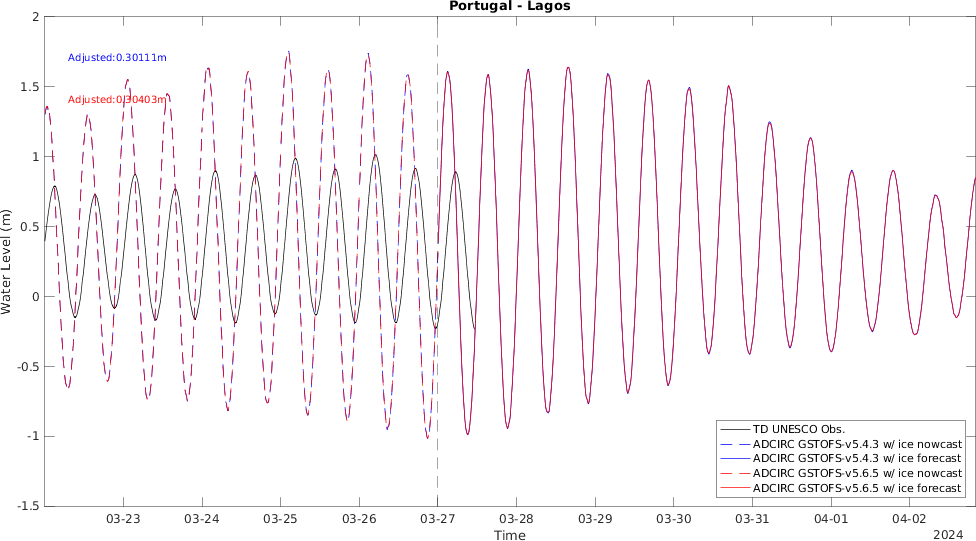 Portugal - Lagos
Adjusted:0.30111m
Adjusted:0.30403m
Water Level (m)
2
1.5
1
0.5
0
-0.5
-1
-1.5
03-23 03-24 03-25 03-26 03-27 03-28 03-29 03-30 03-31 04-01 04-02
Time
2024
TD UNESCO Obs.
ADCIRC GSTOFS-v5.4.3 w/ ice nowcast
ADCIRC GSTOFS-v5.4.3 w/ ice forecast
ADCIRC GSTOFS-v5.6.5 w/ ice nowcast
ADCIRC GSTOFS-v5.6.5 w/ ice forecast